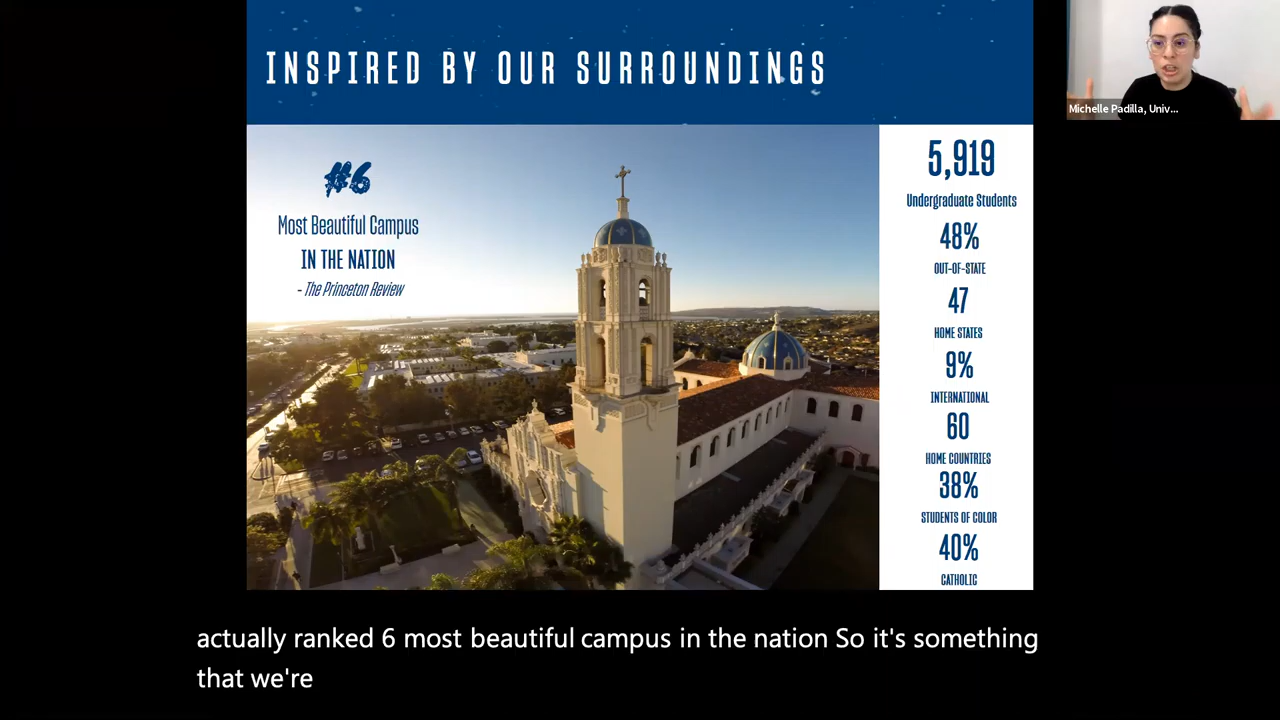 INSPIRED BY OUR SURROUNDINGS
#6
Most Beautiful Campus
IN THE NATION
- The Princeton Review
5,919
Undergraduate Students
48%
OUT-OF-STATE
47
HOME STATES
9%
INTERNATIONAL
60
HOME COUNTRIES
38%
STUDENTS OF COLOR
40%
CATHOLIC
Michelle Padilla, Univ...
actually ranked 6 most beautiful campus in the nation So it's something
that we're